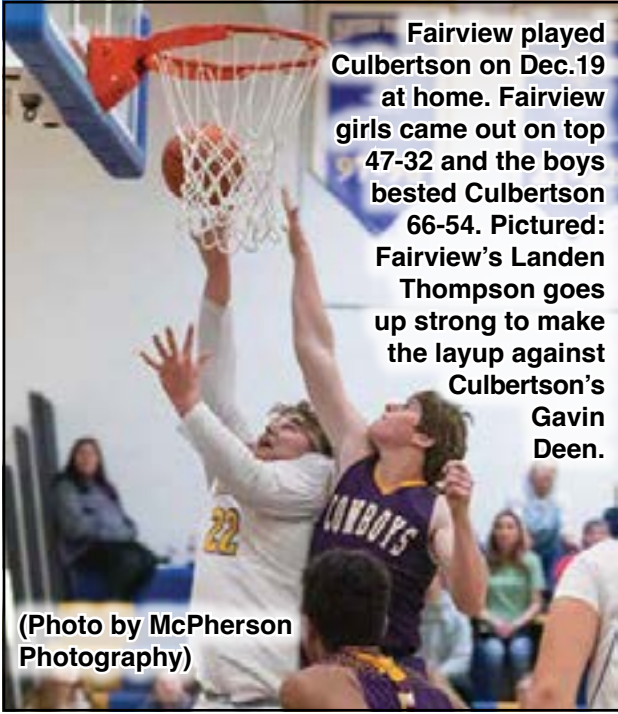 Fairview played
Culbertson on Dec.19
at home. Fairview
girls came out on top
47-32 and the boys
bested Culbertson
66-54. Pictured:
Fairview's Landen
Thompson goes
up strong to make
the layup against
Culbertson's
Gavin
Deen.
22
COWBOYS
(Photo by McPherson
Photography)